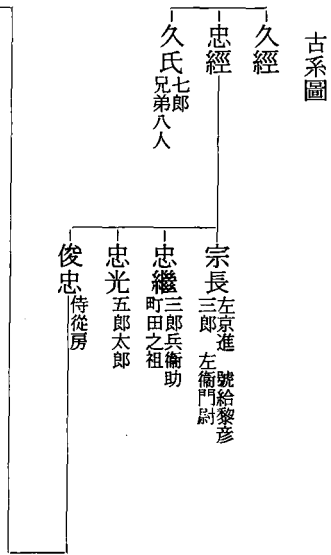 古系圖
久經
忠經
久氏 七郎
兄弟八人
宗長 左京進 號給黎彦
三郎 左衞門尉
忠繼 三郎兵衞助
町田之祖
忠光 五郎太郎
俊忠 侍從房